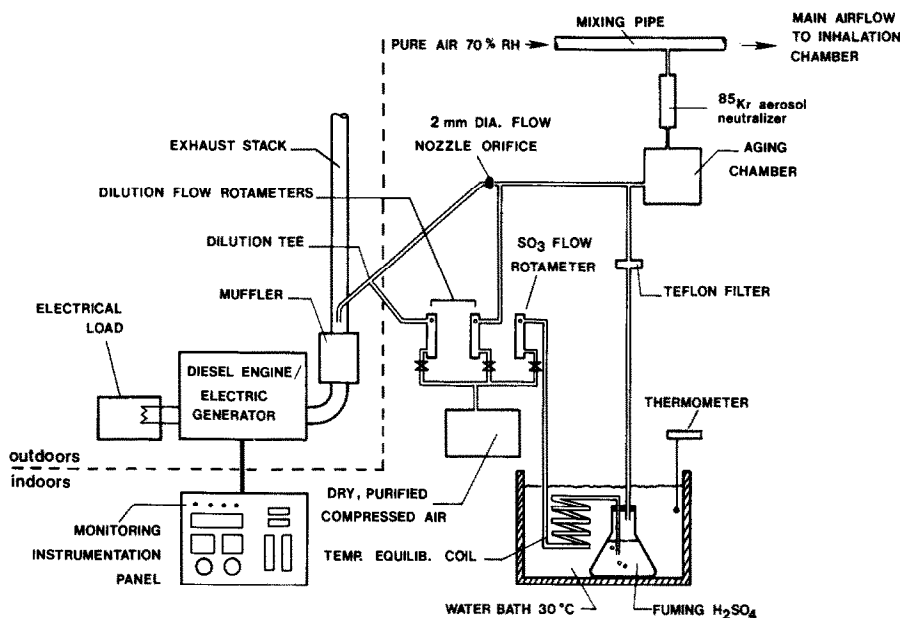 MIXING PIPE
MAIN AIRFLOW
TO INHALATION
CHAMBER
PURE AIR 70% RH
85Kr aerosol
neutralizer
2 mm DIA. FLOW
NOZZLE ORIFICE
EXHAUST STACK
AGING
CHAMBER
DILUTION FLOW ROTAMETERS
DILUTION TEE
SO3 FLOW
ROTAMETER
MUFFLER
TEFLON FILTER
ELECTRICAL
LOAD
DIESEL ENGINE
ELECTRIC
GENERATOR
THERMOMETER
outdoors
indoors
DRY, PURIFIED
COMPRESSED AIR
MONITORING
INSTRUMENTATION
PANEL
TEMP. EQUILIB. COIL
WATER BATH 30°C
FUMING H2SO4